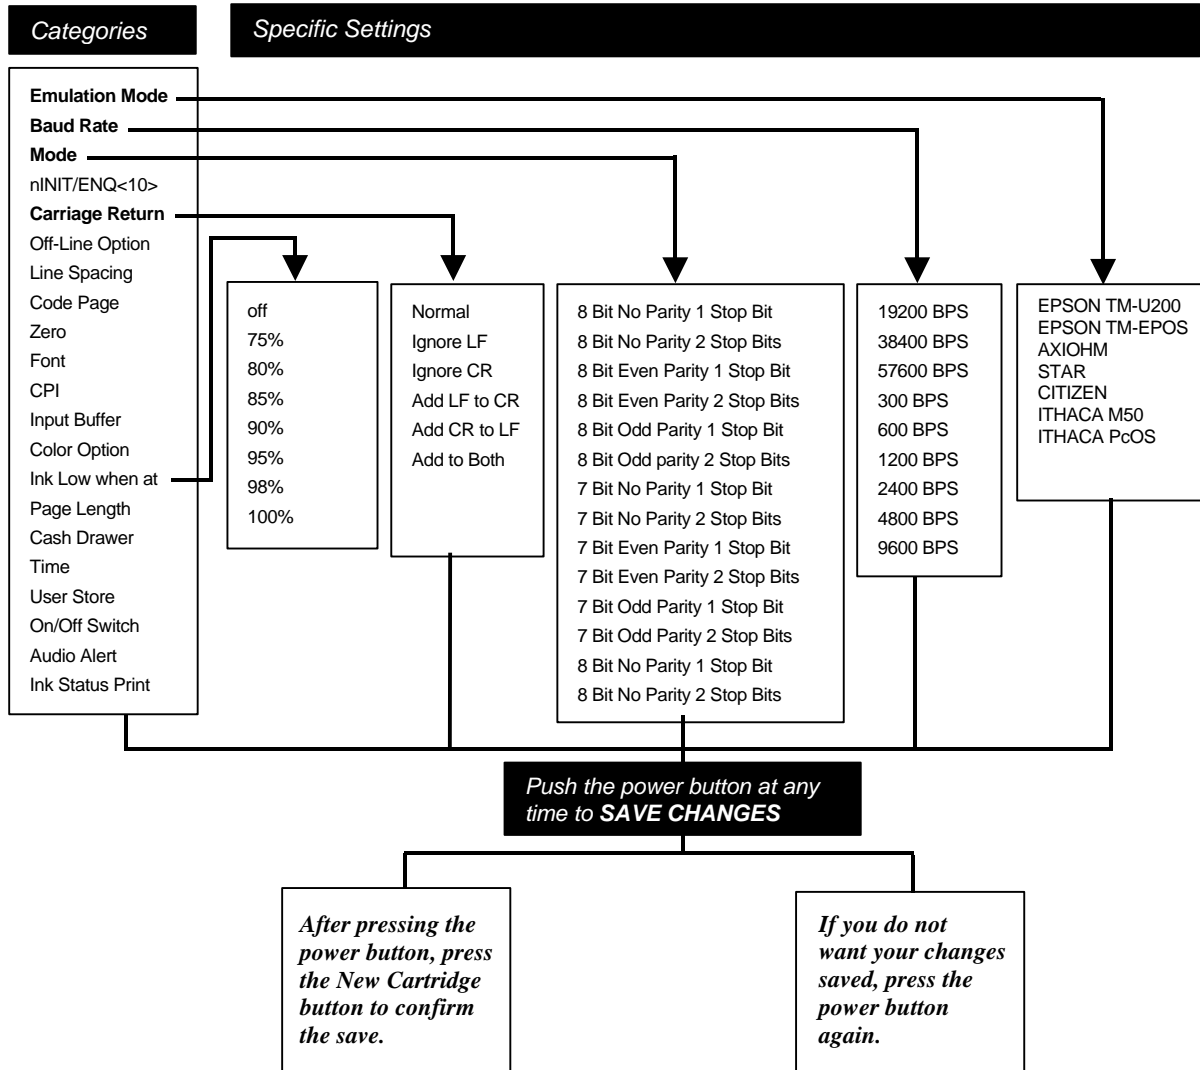 Categories
Specific Settings
Emulation Mode
Baud Rate
Mode
nINIT/ENQ<10>
Carriage Return
Off-Line Option
Line Spacing
Code Page
Zero
Font
CPI
Input Buffer
Color Option
Ink Low when at
Page Length
Cash Drawer
Time
User Store
On/Off Switch
Audio Alert
Ink Status Print
off
75%
80%
85%
90%
95%
98%
100%
Normal
Ignore LF
Ignore CR
Add LF to CR
Add CR to LF
Add to Both
8 Bit No Parity 1 Stop Bit
8 Bit No Parity 2 Stop Bits
8 Bit Even Parity 1 Stop Bit
8 Bit Even Parity 2 Stop Bits
8 Bit Odd Parity 1 Stop Bit
8 Bit Odd parity 2 Stop Bits
7 Bit No Parity 1 Stop Bit
7 Bit No Parity 2 Stop Bits
7 Bit Even Parity 1 Stop Bit
7 Bit Even Parity 2 Stop Bits
7 Bit Odd Parity 1 Stop Bit
7 Bit Odd Parity 2 Stop Bits
8 Bit No Parity 1 Stop Bit
8 Bit No Parity 2 Stop Bits
19200 BPS
38400 BPS
57600 BPS
300 BPS
600 BPS
1200 BPS
2400 BPS
4800 BPS
9600 BPS
EPSON TM-U200
EPSON TM-EPOS
AXIOHM
STAR
CITIZEN
ITHACA M50
ITHACA PcOS
Push the power button at any
time to SAVE CHANGES
After pressing the
power button, press
the New Cartridge
button to confirm
the save.
If you do not
want your changes
saved, press the
power button
again.